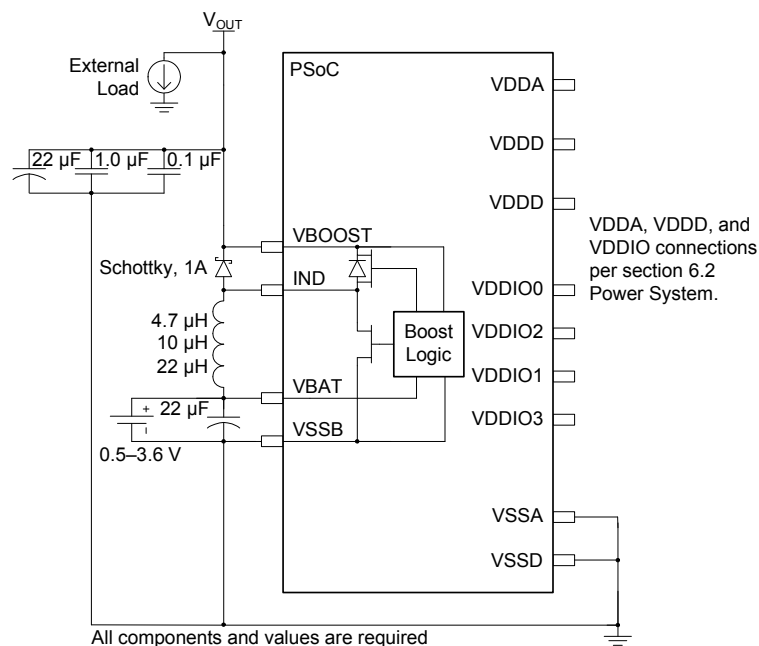 VOUT
External
Load
PSoC
VDDA
22 µF 1.0 µF 0.1 µF
VDDD
VDDD
VDDA, VDDD, and
VDDIO connections
per section 6.2
Power System.
VBOOST
Schottky, 1A
IND
VDDIO0
4.7 µH
10 µH
22 µH
Boost
Logic
VDDIO2
VDDIO1
VBAT
22 µF
+
-
VSSB
VDDIO3
0.5–3.6 V
VSSA
VSSD
All components and values are required